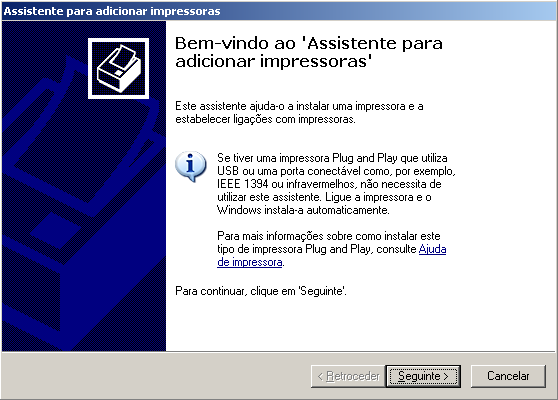 Assistente para adicionar impressoras
Bem-vindo ao 'Assistente para
adicionar impressoras'
Este assistente ajuda-o a instalar uma impressora e a
estabelecer ligações com impressoras.
Se tiver uma impressora Plug and Play que utiliza
USB ou uma porta conectável como, por exemplo,
IEEE 1394 ou infravermelhos, não necessita de
utilizar este assistente. Ligue a impressora e o
Windows instala-a automaticamente.
Para mais informações sobre como instalar este
tipo de impressora Plug and Play, consulte Ajuda
de impressora.
Para continuar, clique em 'Seguinte'.
< Retroceder
Seguinte >
Cancelar